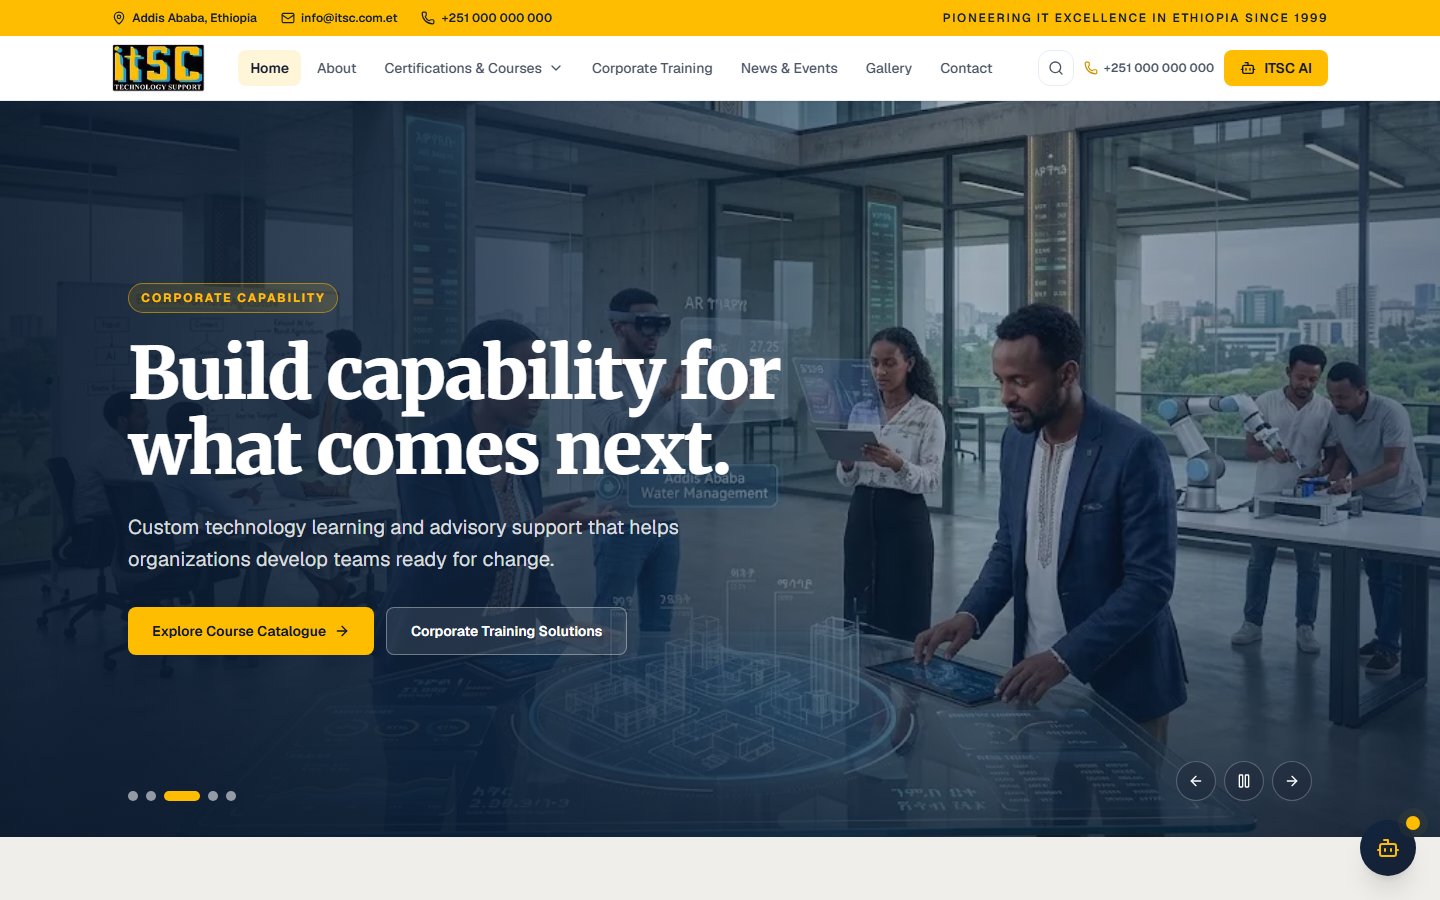 Addis Ababa, Ethiopia
info@itsc.com.et
+251 000 000 000
PIONEERING IT EXCELLENCE IN ETHIOPIA SINCE 1999
itSC
TECHNOLOGY SUPPORT
Home
About
Certifications & Courses
Corporate Training
News & Events
Gallery
Contact
+251 000 000 000
ITSC AI
CORPORATE CAPABILITY
Build capability for
what comes next.
Addis Ababa
Water Management
Custom technology learning and advisory support that helps
organizations develop teams ready for change.
Explore Course Catalogue
Corporate Training Solutions